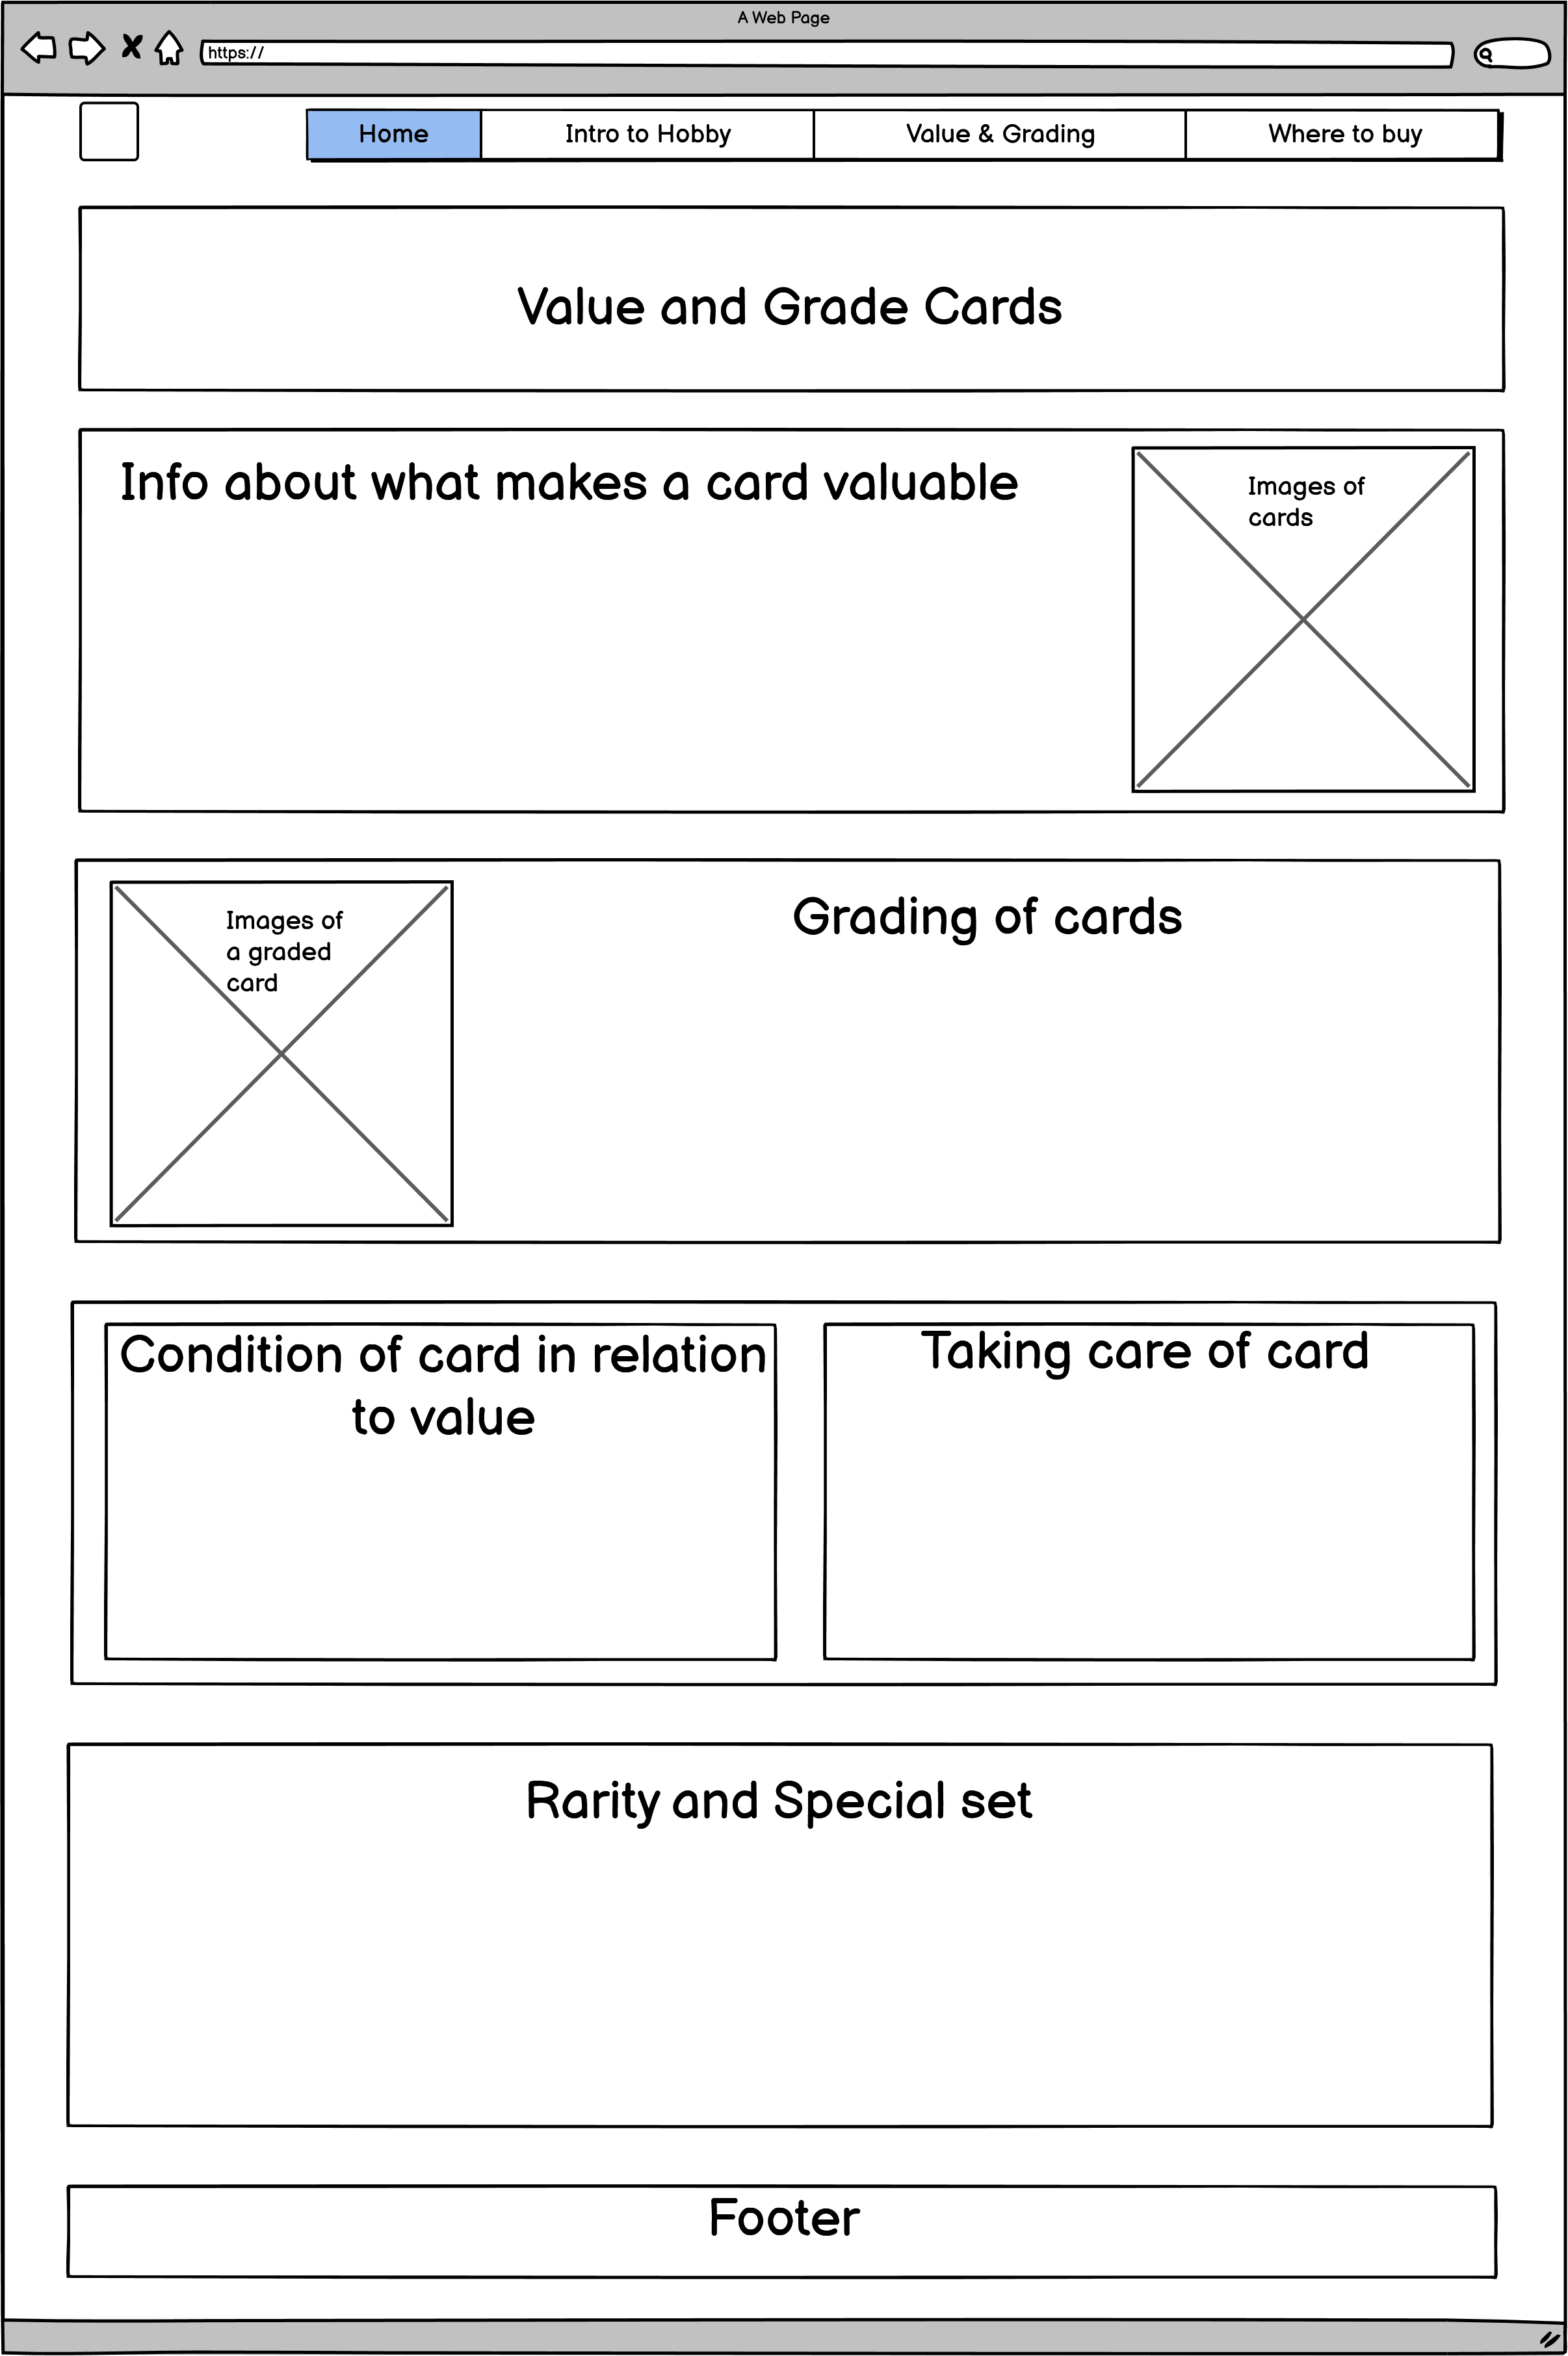 A Web Page
https://
Home
Intro to Hobby
Value & Grading
Where to buy
Value and Grade Cards
Info about what makes a card valuable
Images of
cards
Images of
a graded
card
Grading of cards
Condition of card in relation
to value
Taking care of card
Rarity and Special set
Footer